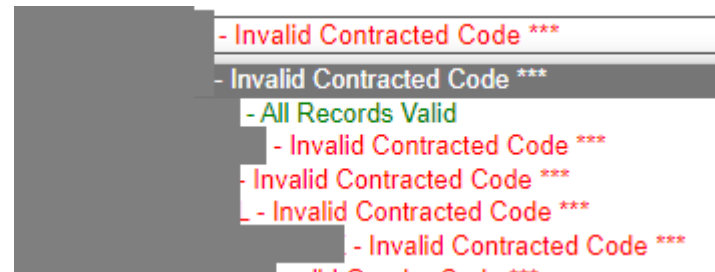 - Invalid Contracted Code ***
- Invalid Contracted Code ***
- All Records Valid
- Invalid Contracted Code ***
- Invalid Contracted Code ***
- Invalid Contracted Code ***
- Invalid Contracted Code ***
Code ***